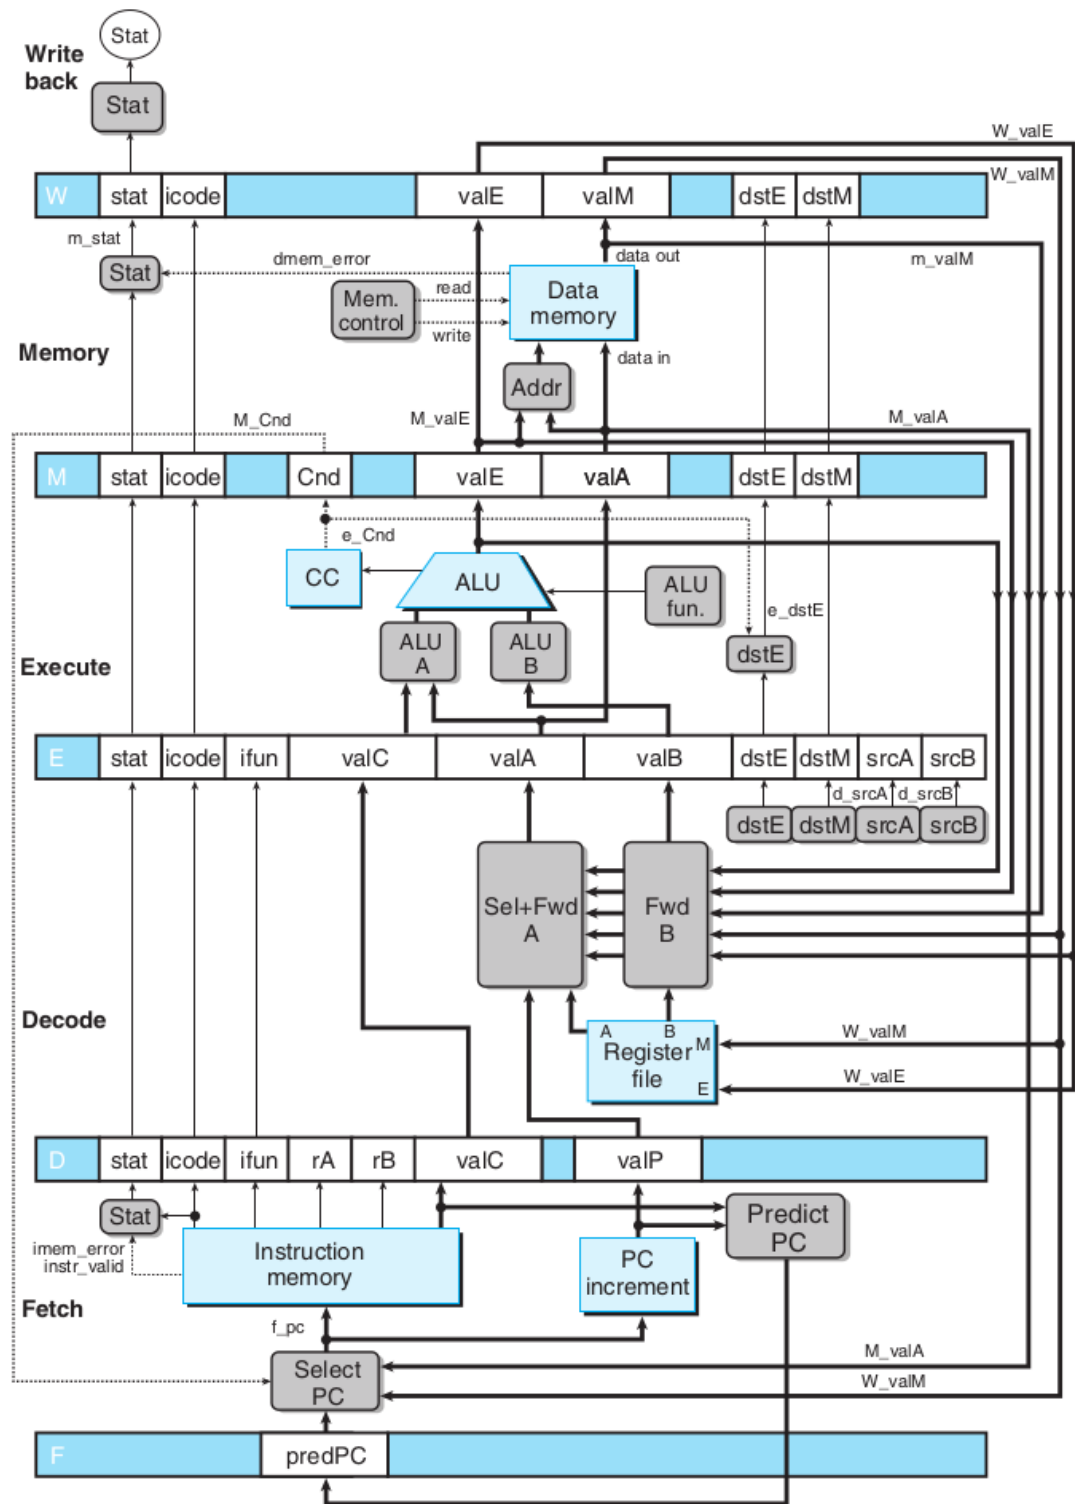 Stat
Write
back
Stat
W_valE
W_valM
W
stat
icode
valE
valM
dstE
dstM
m_stat
Stat
dmem_error
data out
m_valM
read
Mem.
control
write
Data
memory
Memory
data in
Addr
M_Cnd
M_valE
M_valA
M
stat
icode
Cnd
valE
valA
dstE
dstM
e_Cnd
CC
ALU
ALU
fun.
e_dstE
ALU
A
ALU
B
dstE
Execute
E
stat
icode
ifun
valC
valA
valB
dstE
dstM
srcA
srcB
d_srcA
d_srcB
dstE
dstM
srcA
srcB
Sel+Fwd
A
Fwd
B
Decode
A
B
M
E
Register
file
W_valM
W_valE
D
stat
icode
ifun
rA
rB
valC
valP
Stat
imem_error
instr_valid
Instruction
memory
PC
increment
Predict
PC
Fetch
f_pc
Select
PC
M_valA
W_valM
F
predPC